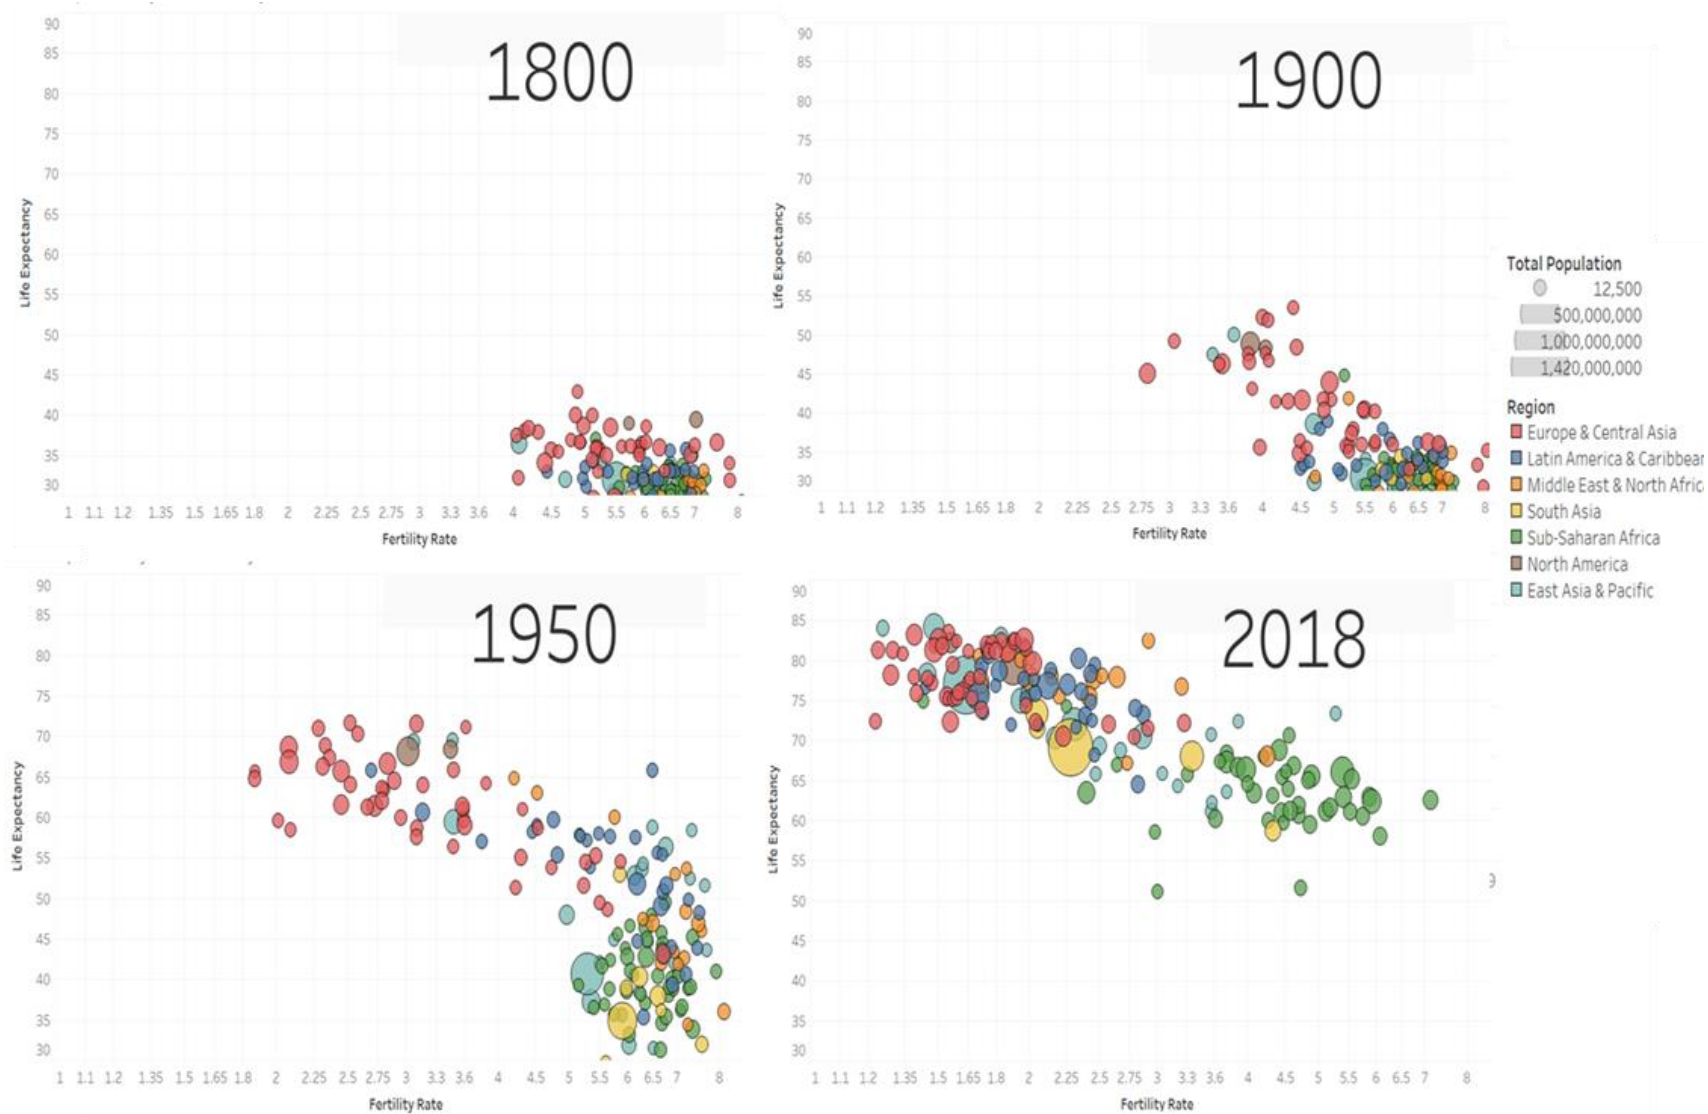 1800
90
85
80
75
70
65
60
55
50
45
40
35
30
Life Expectancy
1 1.1 1.2 1.35 1.5 1.65 1.8 2 2.25 2.5 2.75 3 3.3 3.6 4 4.5 5 5.5 6 6.5 7 8
Fertility Rate
1900
90
85
80
75
70
65
60
55
50
45
40
35
30
Life Expectancy
1 1.1 1.2 1.35 1.5 1.65 1.8 2 2.25 2.5 2.75 3 3.3 3.6 4 4.5 5 5.5 6 6.5 7 8
Fertility Rate
Total Population
12,500
500,000,000
1,000,000,000
1,420,000,000
Region
Europe & Central Asia
Latin America & Caribbean
Middle East & North Afric
South Asia
Sub-Saharan Africa
North America
East Asia & Pacific
1950
90
85
80
75
70
65
60
55
50
45
40
35
30
Life Expectancy
1 1.1 1.2 1.35 1.5 1.65 1.8 2 2.25 2.5 2.75 3 3.3 3.6 4 4.5 5 5.5 6 6.5 7 8
Fertility Rate
2018
90
85
80
75
70
65
60
55
50
45
40
35
30
Life Expectancy
1 1.1 1.2 1.35 1.5 1.65 1.8 2 2.25 2.5 2.75 3 3.3 3.6 4 4.5 5 5.5 6 6.5 7 8
Fertility Rate